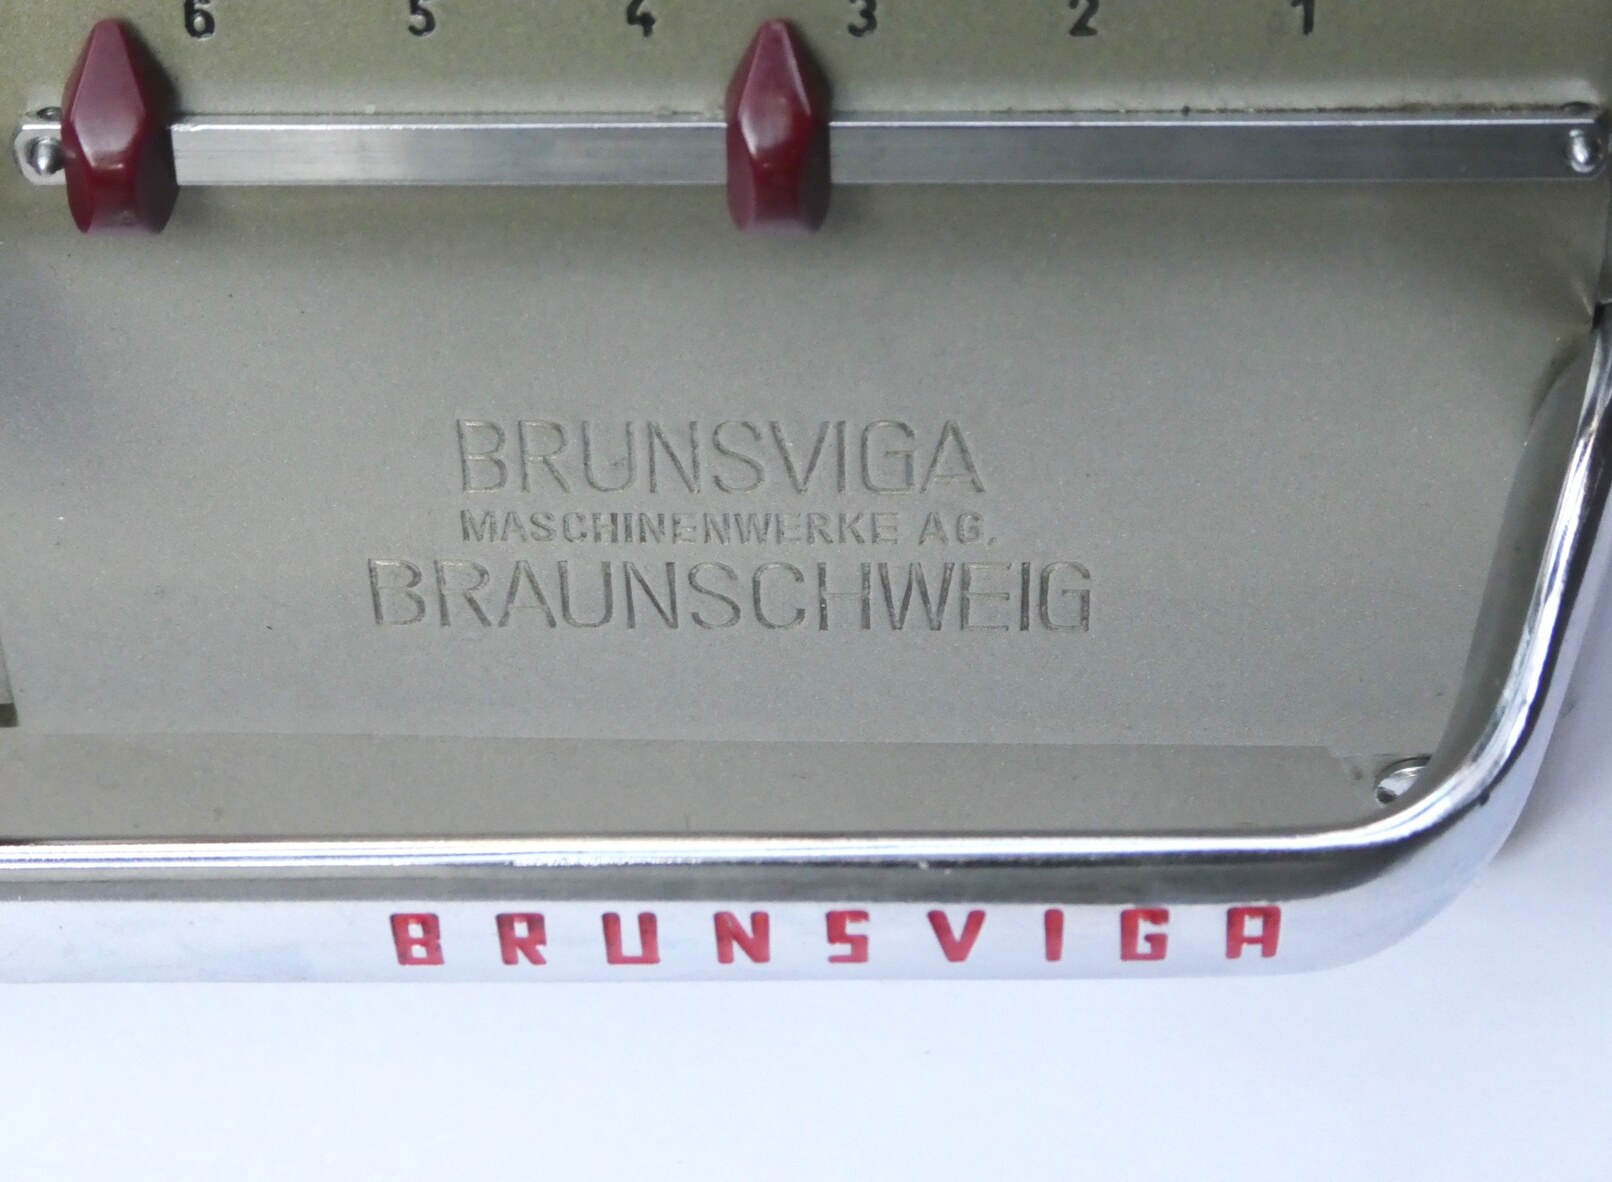 6 5 4 3 2 1
BRUNSVIGA
MASCHINENWERKE AG.
BRAUNSCHWEIG
BRUNSVIGA